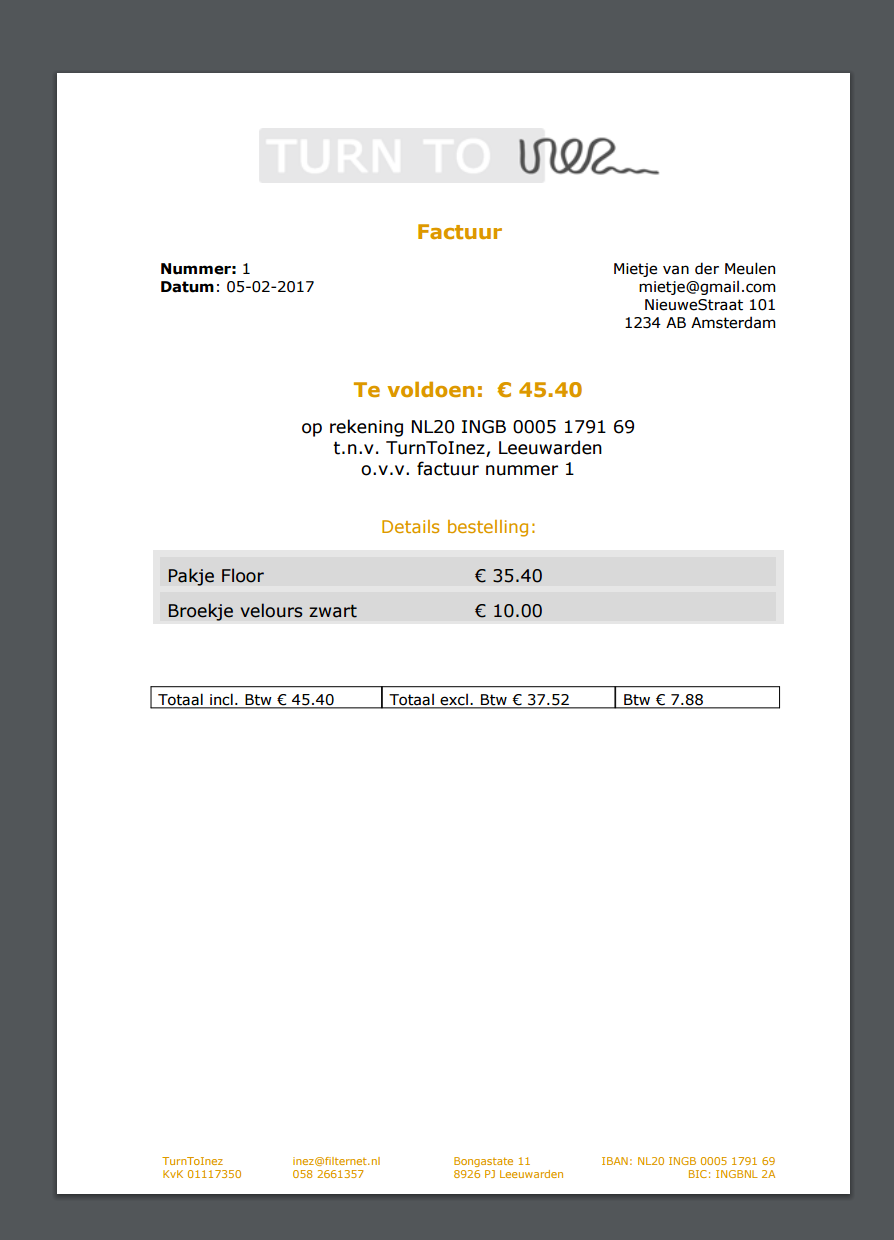 TURN TO inez
Factuur
Nummer: 1
Datum: 05-02-2017
Mietje van der Meulen
mietje@gmail.com
NieuweStraat 101
1234 AB Amsterdam
Te voldoen: € 45.40
op rekening NL20 INGB 0005 1791 69
t.n.v. TurnToInez, Leeuwarden
o.v.v. factuur nummer 1
Details bestelling:
Pakje Floor € 35.40
Broekje velours zwart € 10.00
Totaal incl. Btw € 45.40 Totaal excl. Btw € 37.52 Btw € 7.88
TurnToInez inez@filternet.nl Bongastate 11 IBAN: NL20 INGB 0005 1791 69
KvK 01117350 058 2661357 8926 PJ Leeuwarden BIC: INGBNL 2A